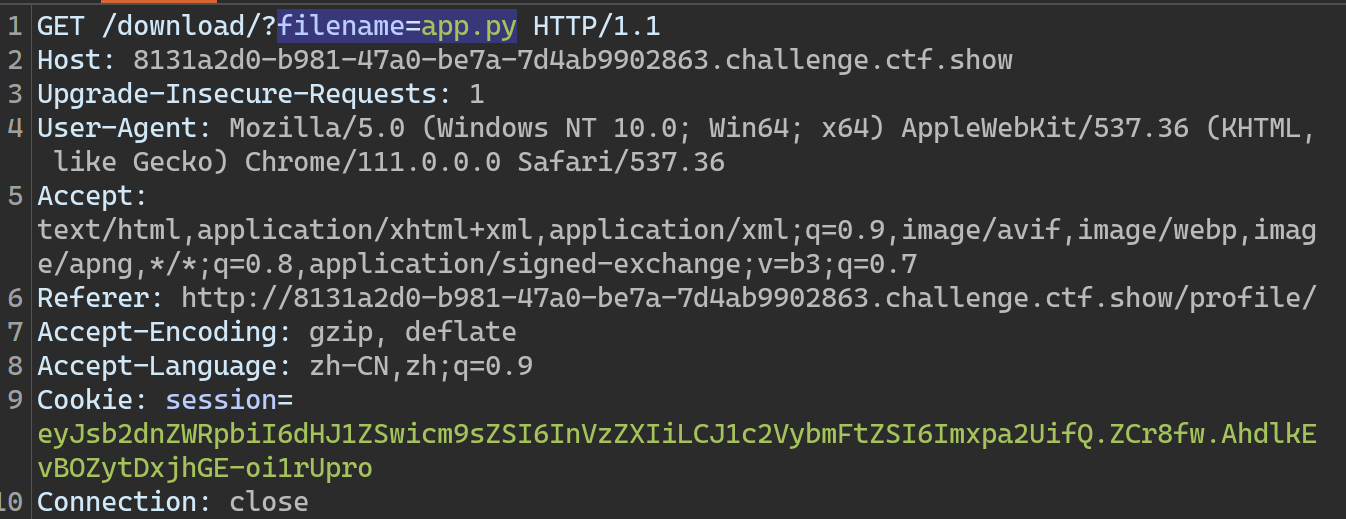 1 GET /download/?filename=app.py HTTP/1.1
2 Host: 8131a2d0-b981-47a0-be7a-7d4ab9902863.challenge.ctf.show
3 Upgrade-Insecure-Requests: 1
4 User-Agent: Mozilla/5.0 (Windows NT 10.0; Win64; x64) AppleWebKit/537.36 (KHTML,
like Gecko) Chrome/111.0.0.0 Safari/537.36
5 Accept:
text/html,application/xhtml+xml,application/xml;q=0.9,image/avif,image/webp,imag
e/apng,*/*;q=0.8,application/signed-exchange;v=b3;q=0.7
6 Referer: http://8131a2d0-b981-47a0-be7a-7d4ab9902863.challenge.ctf.show/profile/
7 Accept-Encoding: gzip, deflate
8 Accept-Language: zh-CN,zh;q=0.9
9 Cookie: session=
eyJsb2dnZWRpbiI6dHJ1ZSwicm9sZSI6InVzZXIiLCJ1c2VybmFtZSI6Imxpa2UifQ.ZCr8fw.AhdlkE
vBOZytDxjhGE-oi1rUpro
10 Connection: close